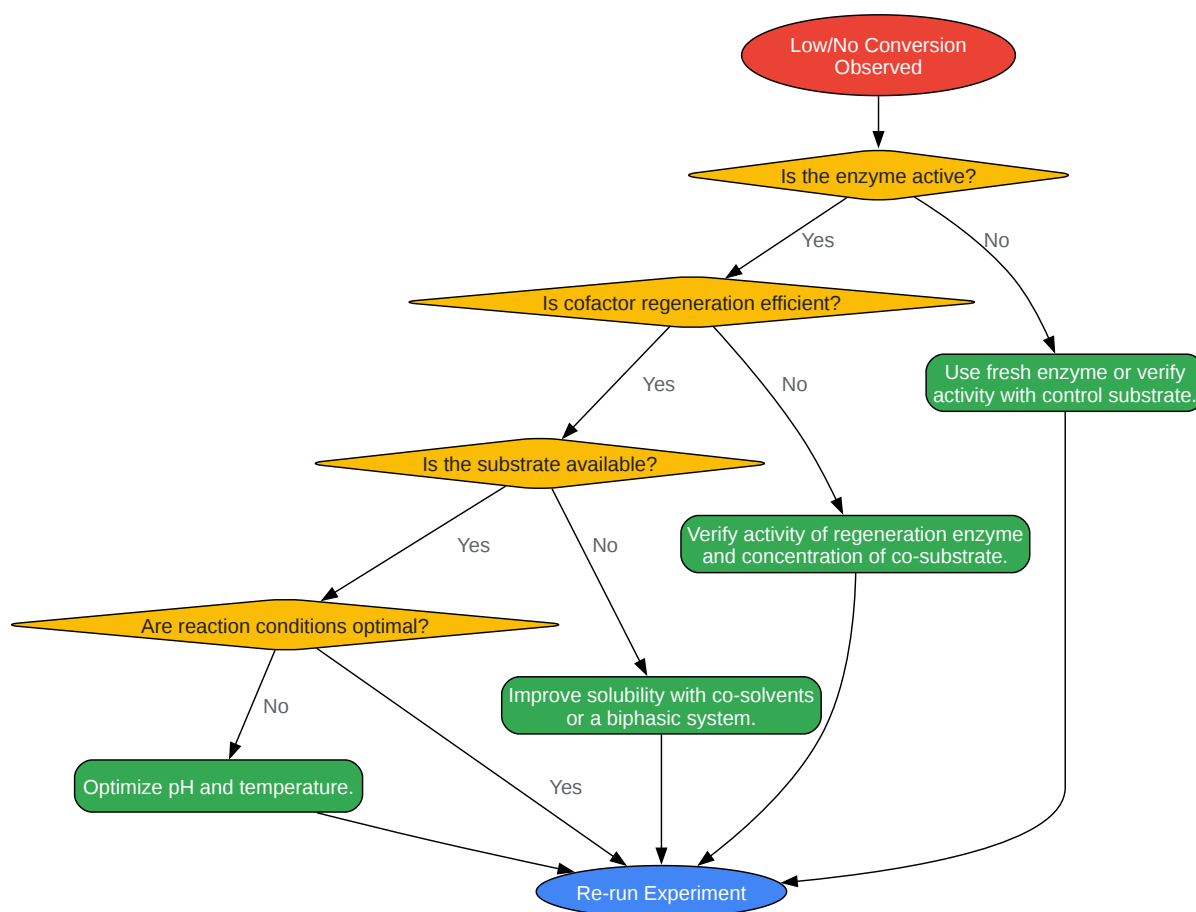 Low/No Conversion
Observed
Is the enzyme active?
Yes
No
Is cofactor regeneration efficient?
Use fresh enzyme or verify
activity with control substrate.
Yes
No
Is the substrate available?
Verify activity of regeneration enzyme
and concentration of co-substrate.
Yes
No
Are reaction conditions optimal?
Improve solubility with co-solvents
or a biphasic system.
No
Optimize pH and temperature.
Yes
Re-run Experiment